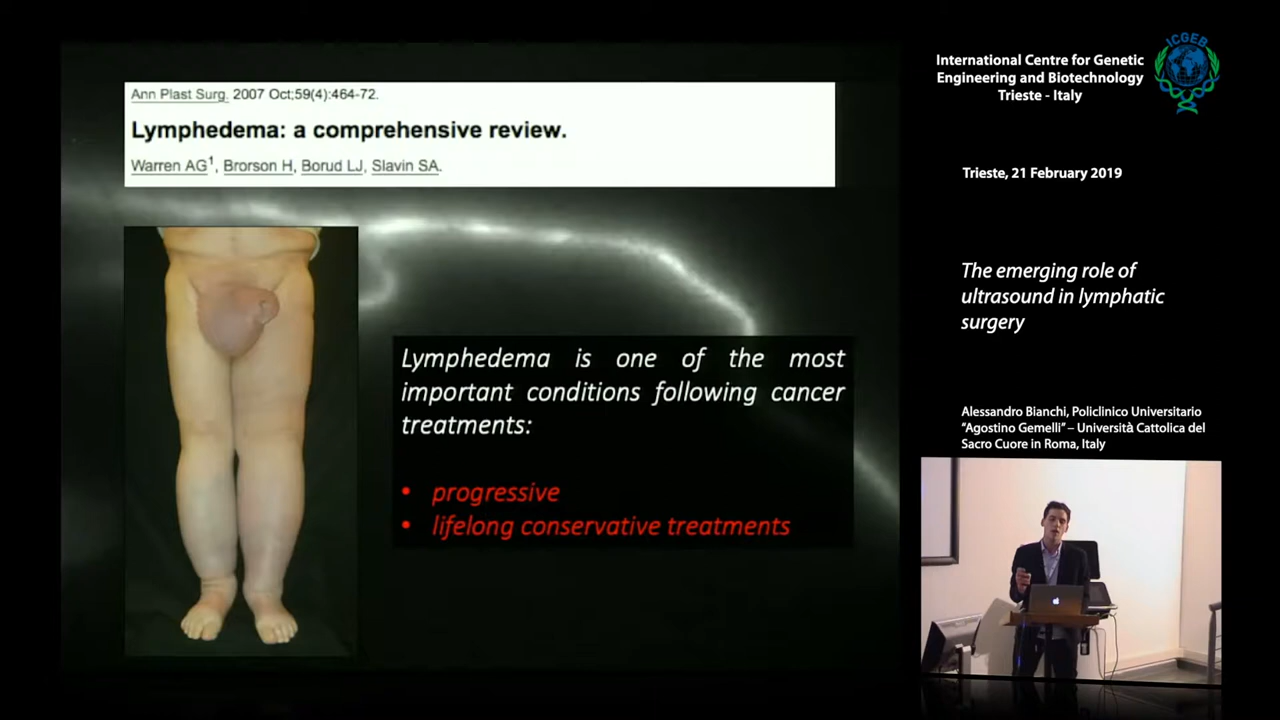 Ann Plast Surg. 2007 Oct;59(4):464-72.
Lymphedema: a comprehensive review.
Warren AG1, Brorson H, Borud LJ, Slavin SA.
Lymphedema is one of the most
important conditions following cancer
treatments:
• progressive
• lifelong conservative treatments
ICGEB
International Centre for Genetic
Engineering and Biotechnology
Trieste - Italy
Trieste, 21 February 2019
The emerging role of
ultrasound in lymphatic
surgery
Alessandro Bianchi, Policlinico Universitario
“Agostino Gemelli” – Università Cattolica del
Sacro Cuore in Roma, Italy